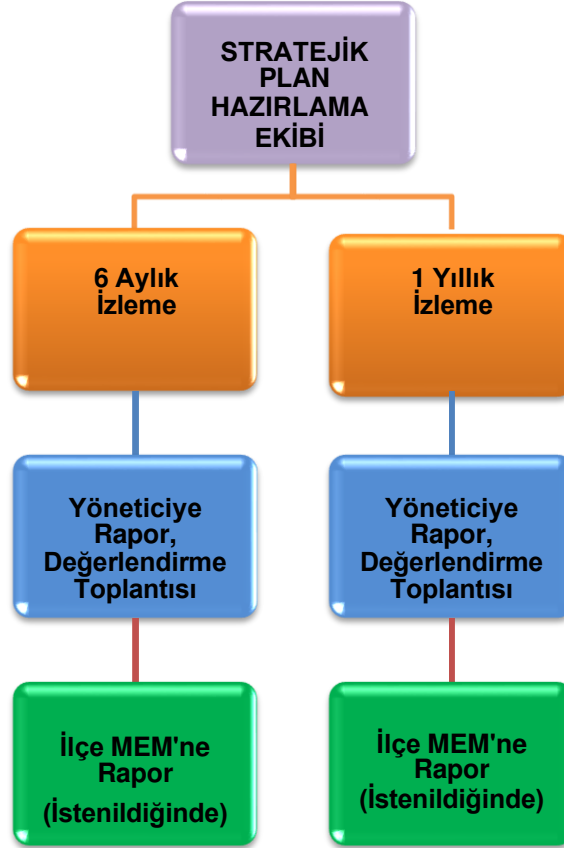 STRATEJİK
PLAN
HAZIRLAMA
EKİBİ
6 Aylık
İzleme
1 Yıllık
İzleme
Yöneticiye
Rapor,
Değerlendirme
Toplantısı
Yöneticiye
Rapor,
Değerlendirme
Toplantısı
İlçe MEM'ne
Rapor
(İstenildiğinde)
İlçe MEM'ne
Rapor
(İstenildiğinde)